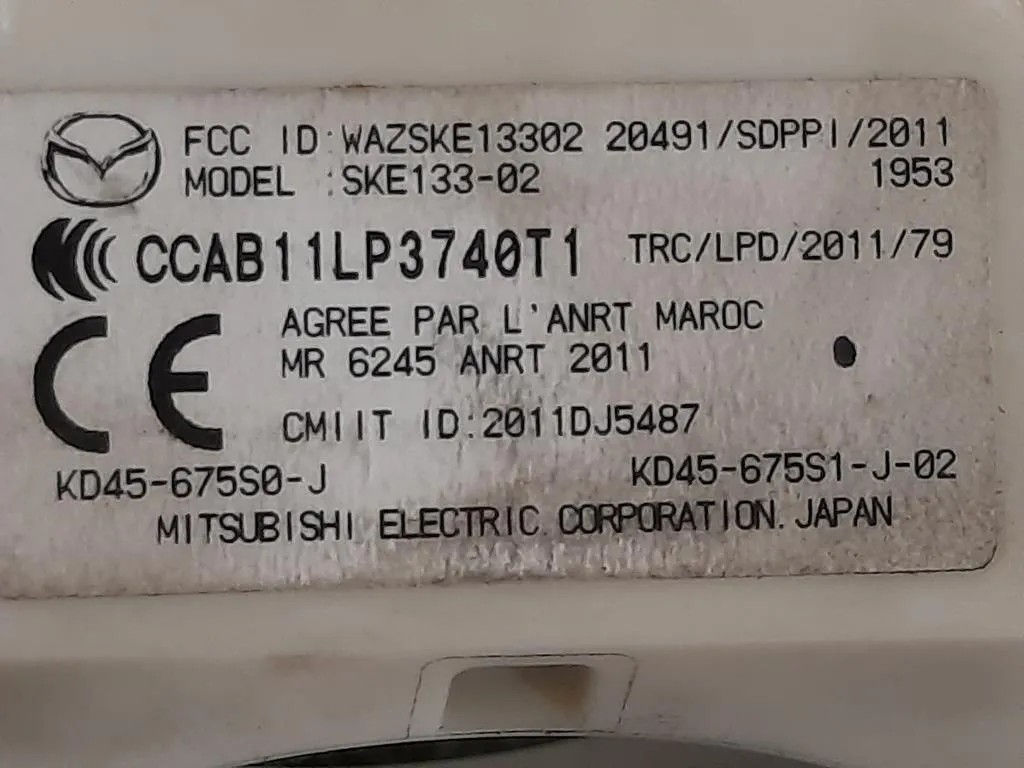 FCC ID:WAZSKE13302 20491/SDPPI/2011
MODEL :SKE133-02 1953
CCAB11LP3740T1 TRC/LPD/2011/79
CE AGREE PAR L'ANRT MAROC
MR 6245 ANRT 2011
CMIIT ID:2011DJ5487
KD45-675S0-J KD45-675S1-J-02
MITSUBISHI ELECTRIC CORPORATION. JAPAN